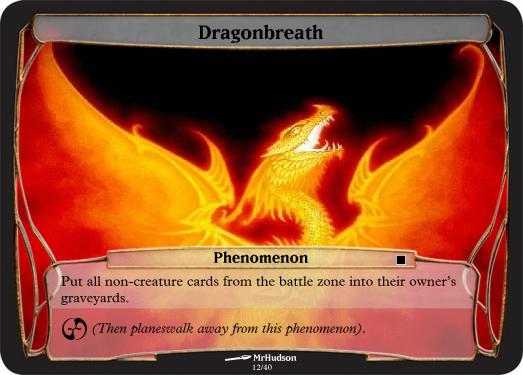 Dragonbreath
Phenomenon
Put all non-creature cards from the battle zone into their owner's
graveyards.
(Then planeswalk away from this phenomenon).
MrHudson
12/40